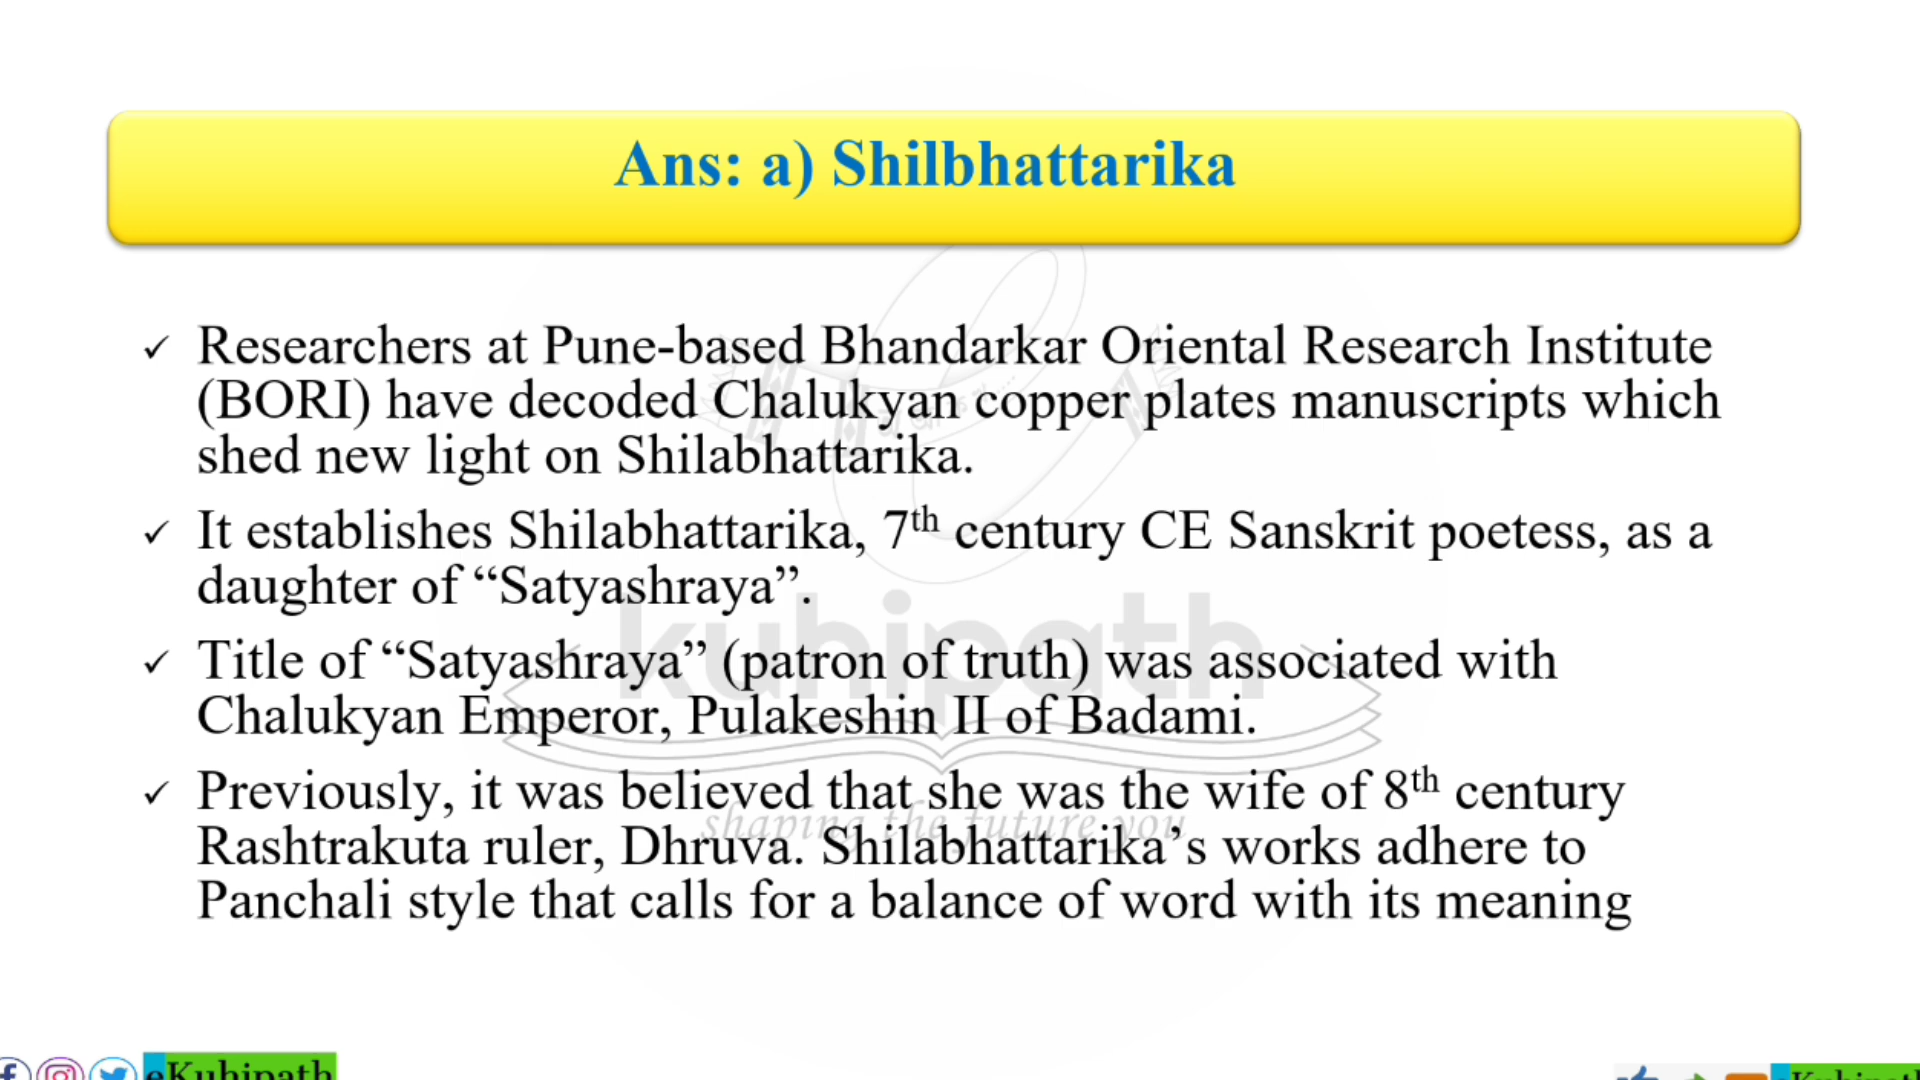 Ans: a) Shilbhattarika
✓ Researchers at Pune-based Bhandarkar Oriental Research Institute
(BORI) have decoded Chalukyan copper plates manuscripts which
shed new light on Shilabhattarika.
✓ It establishes Shilabhattarika, 7th century CE Sanskrit poetess, as a
daughter of “Satyashraya”.
kuhipath
✓ Title of “Satyashraya” (patron of truth) was associated with
Chalukyan Emperor, Pulakeshin II of Badami.
✓ Previously, it was believed that she was the wife of 8th century
shaping the future you
Rashtrakuta ruler, Dhruva. Shilabhattarika’s works adhere to
Panchali style that calls for a balance of word with its meaning
eKuhipath